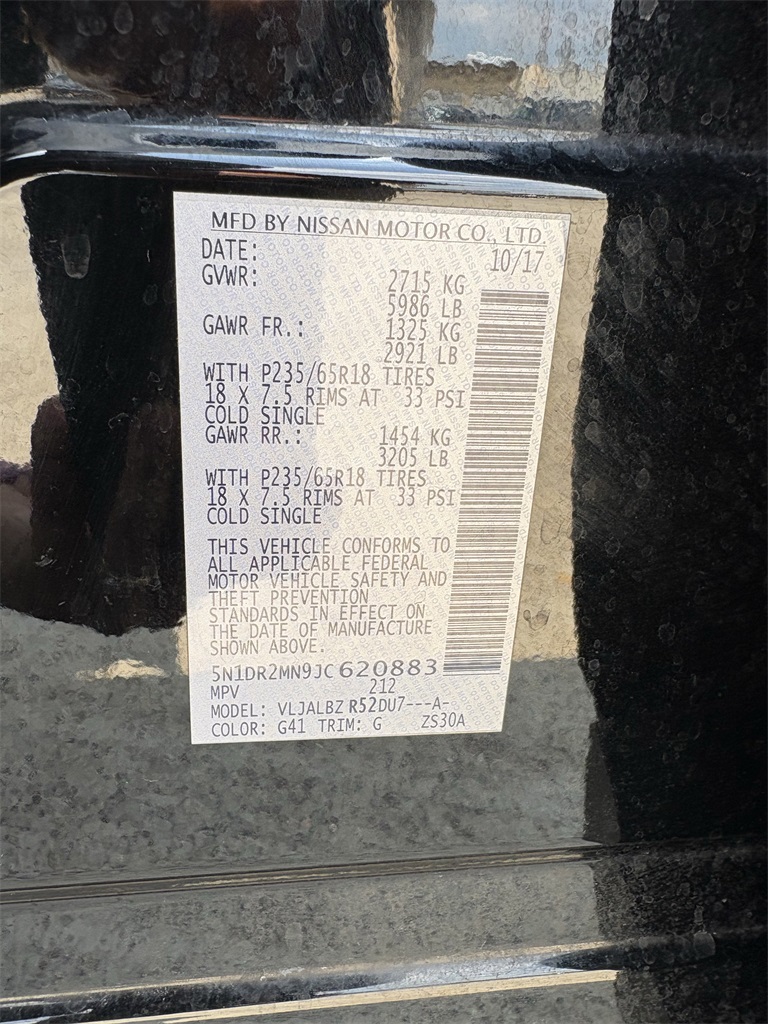 MFD BY NISSAN MOTOR CO., LTD.
DATE: 10/17
GVWR: 2715 KG
5986 LB
GAWR FR.: 1325 KG
2921 LB
WITH P235/65R18 TIRES
18 X 7.5 RIMS AT 33 PSI
COLD SINGLE
GAWR RR.: 1454 KG
3205 LB
WITH P235/65R18 TIRES
18 X 7.5 RIMS AT 33 PSI
COLD SINGLE
THIS VEHICLE CONFORMS TO
ALL APPLICABLE FEDERAL
MOTOR VEHICLE SAFETY AND
THEFT PREVENTION
STANDARDS IN EFFECT ON
THE DATE OF MANUFACTURE
SHOWN ABOVE.
5N1DR2MN9JC620883
MPV 212
MODEL: VLJALBZ R52DU7---A-
COLOR: G41 TRIM: G ZS30A